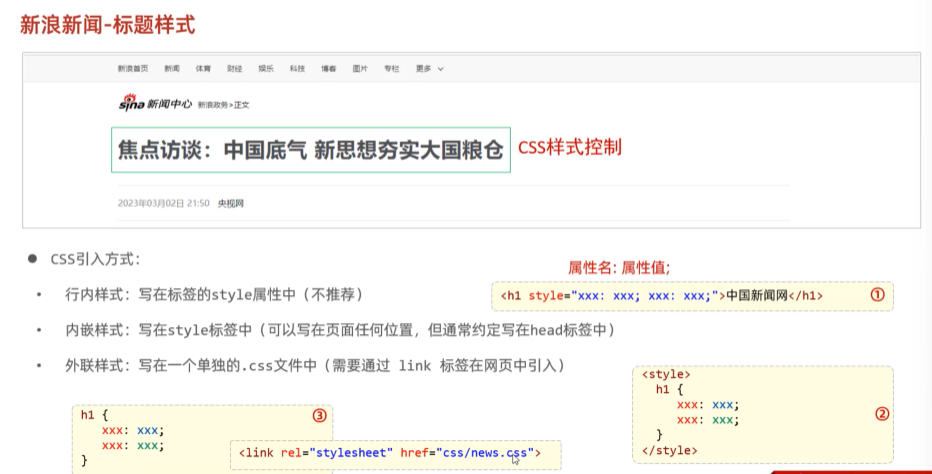 新浪新闻-标题样式
新浪首页 新闻 体育 财经 娱乐 科技 博客 图片 专栏 更多
sina 新闻中心 新浪政务>正文
焦点访谈：中国底气 新思想夯实大国粮仓 CSS样式控制
2023年03月02日 21:50 央视网
● CSS引入方式：
属性名: 属性值;
• 行内样式：写在标签的style属性中（不推荐）
<h1 style="xxx: xxx; xxx: xxx;">中国新闻网</h1> ①
• 内嵌样式：写在style标签中（可以写在页面任何位置，但通常约定写在head标签中）
• 外联样式：写在一个单独的.css文件中（需要通过 link 标签在网页中引入）
<style>
h1 {
xxx: xxx;
xxx: xxx;
}
</style>
②
h1 {
xxx: xxx;
xxx: xxx;
}
③
<link rel="stylesheet" href="css/news.css">